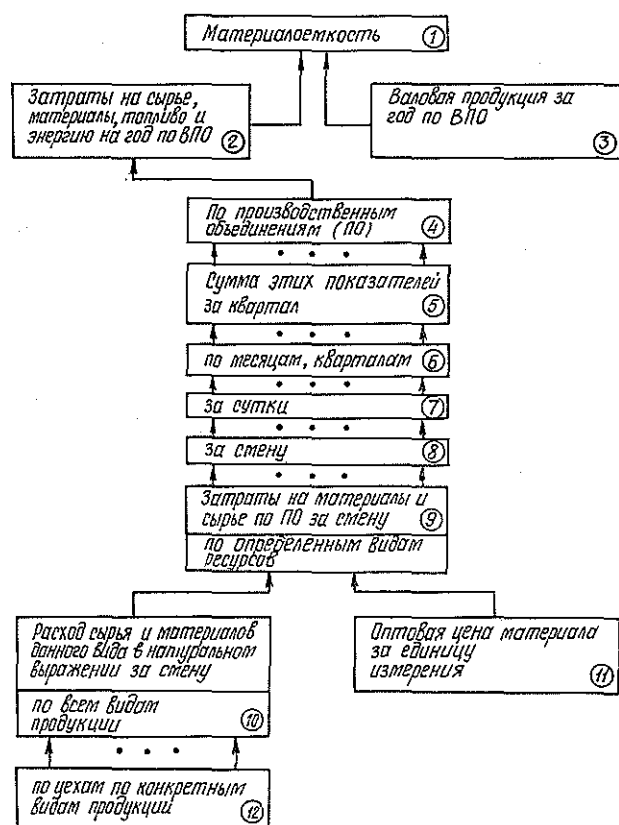 Материалоемкость
1
Затраты на сырье,
материалы, топливо и
энергию на год по ВПО
2
Валовая продукция за
год по ВПО
3
По производственным
объединениям (ПО)
4
Сумма этих показателей
за квартал
5
по месяцам, кварталам
6
за сутки
7
за смену
8
Затраты на материалы и
сырье по ПО за смену
9
по определенным видам
ресурсов
Расход сырья и материалов
данного вида в натуральном
выражении за смену
по всем видам
продукции
10
Оптовая цена материала
за единицу
измерения
11
по цехам по конкретным
видам продукции
12